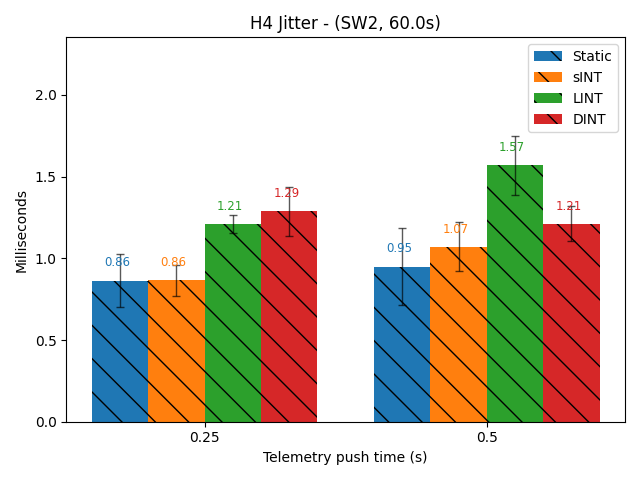 H4 Jitter - (SW2, 60.0s)
Static
sINT
LINT
DINT
2.0
1.5
1.0
0.5
0.0
Milliseconds
0.86
0.86
1.21
1.29
0.95
1.07
1.57
1.21
0.25
0.5
Telemetry push time (s)